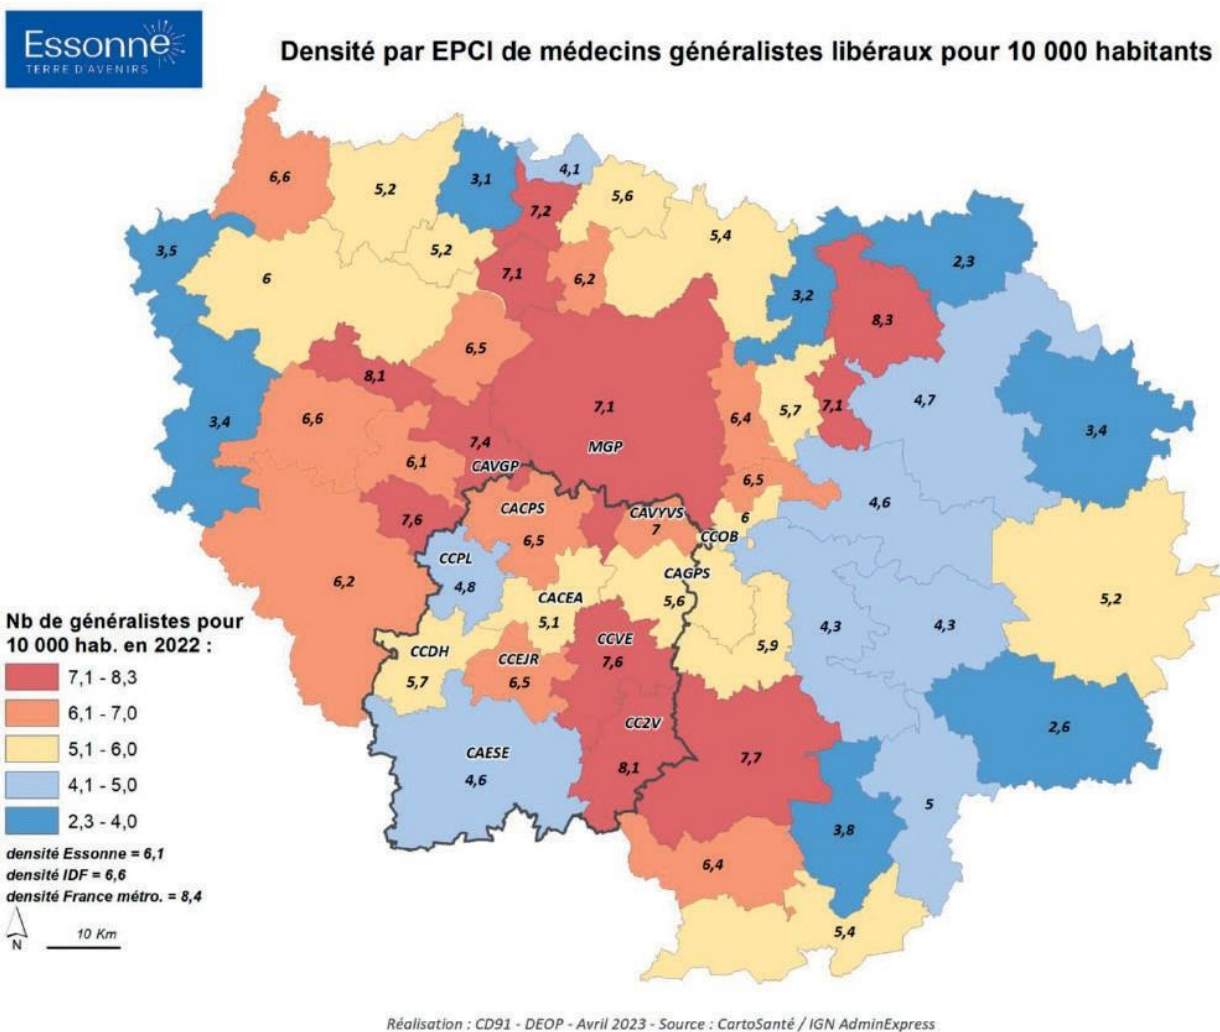 Essonne
TERRE D'AVENIRS
Densité par EPCI de médecins généralistes libéraux pour 10 000 habitants
6,6
5,2
3,1
4,1
5,6
7,2
5,4
3,5
5,2
6
7,1
6,2
2,3
3,2
8,3
6,5
8,1
7,1
6,4
5,7
7,1
4,7
3,4
6,6
3,4
7,4
MGP
6,1
CAVGP
6,5
4,6
7,6
CACPS
6,5
CAVYVS
7
6
CCOB
CCPL
4,8
6,2
CAGPS
5,6
CACEA
5,1
5,2
4,3
4,3
CCVE
7,6
5,9
CCDH
5,7
CCEJR
6,5
CC2V
8,1
2,6
CAESE
4,6
7,7
5
3,8
6,4
5,4
Nb de généralistes pour
10 000 hab. en 2022 :
7,1 - 8,3
6,1 - 7,0
5,1 - 6,0
4,1 - 5,0
2,3 - 4,0
densité Essonne = 6,1
densité IDF = 6,6
densité France métro. = 8,4
N
10 Km
Réalisation : CD91 - DEOP - Avril 2023 - Source : CartoSanté / IGN AdminExpress